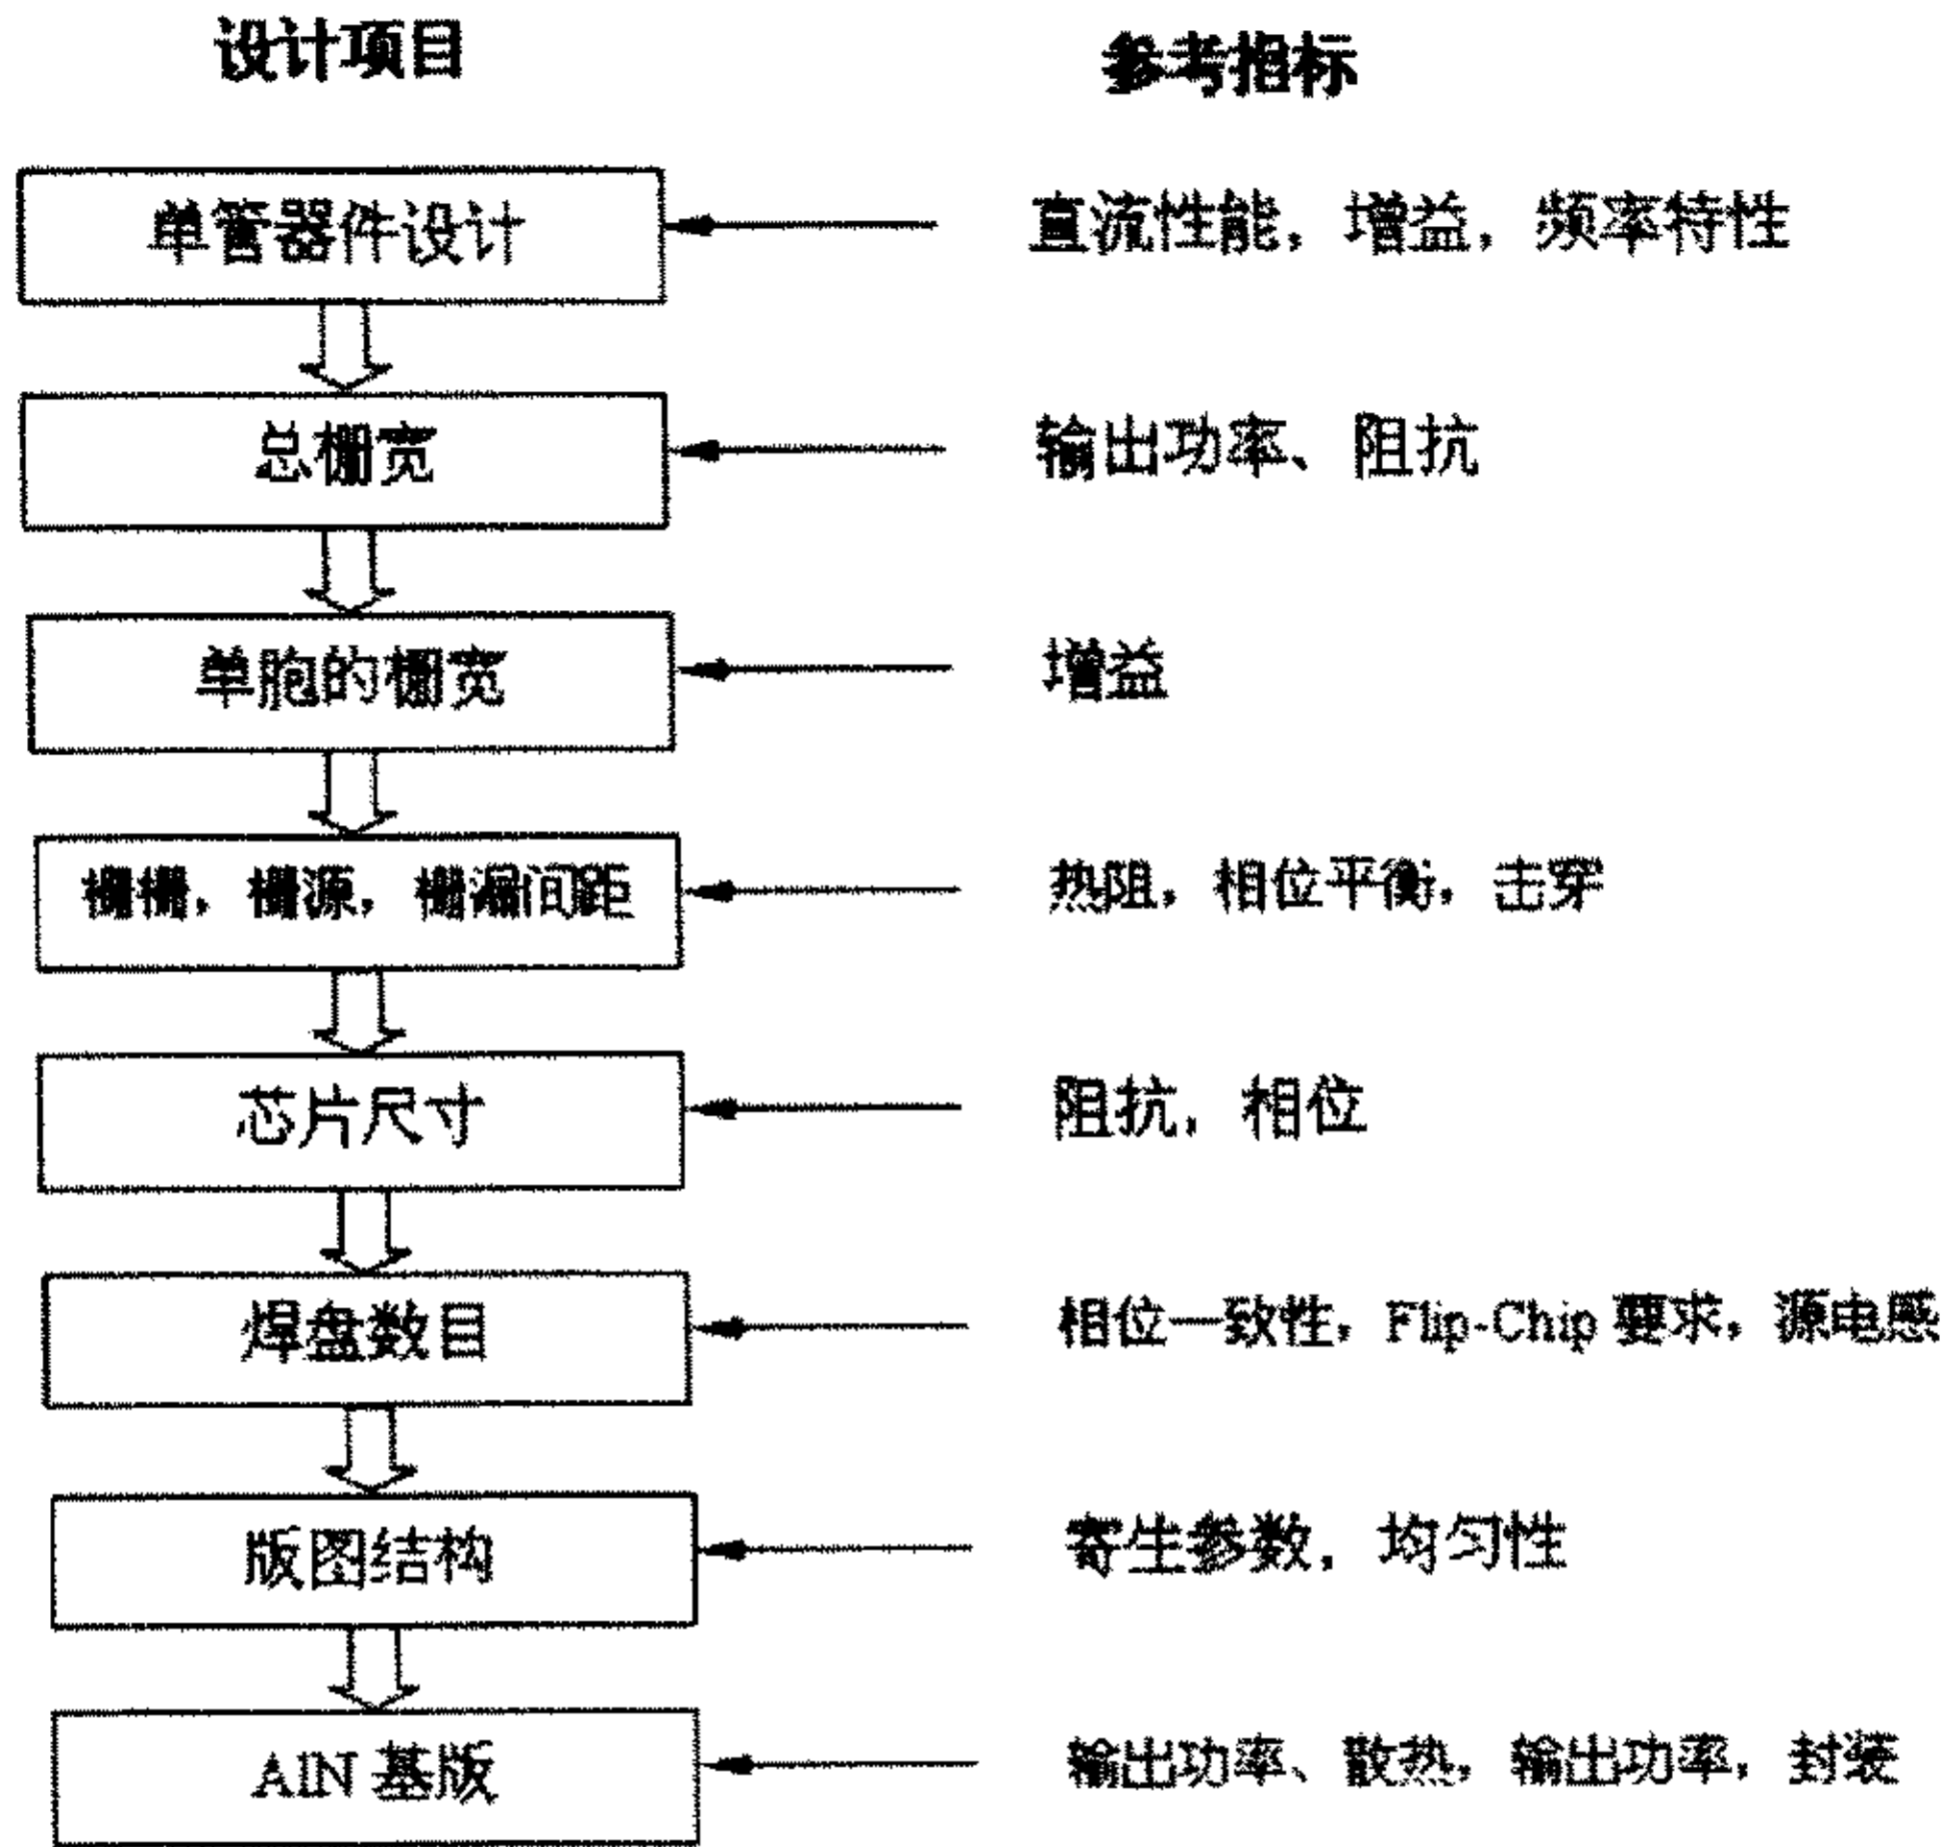 设计项目 参考指标
单管器件设计 直流性能，增益，频率特性
总栅宽 输出功率、阻抗
单胞的栅宽 增益
栅栅，栅源，栅漏间距 热阻，相位平衡，击穿
芯片尺寸 阻抗，相位
焊盘数目 相位一致性，Flip-Chip 要求，源电感
版图结构 寄生参数，均匀性
AlN 基版 输出功率、散热，输出功率，封装